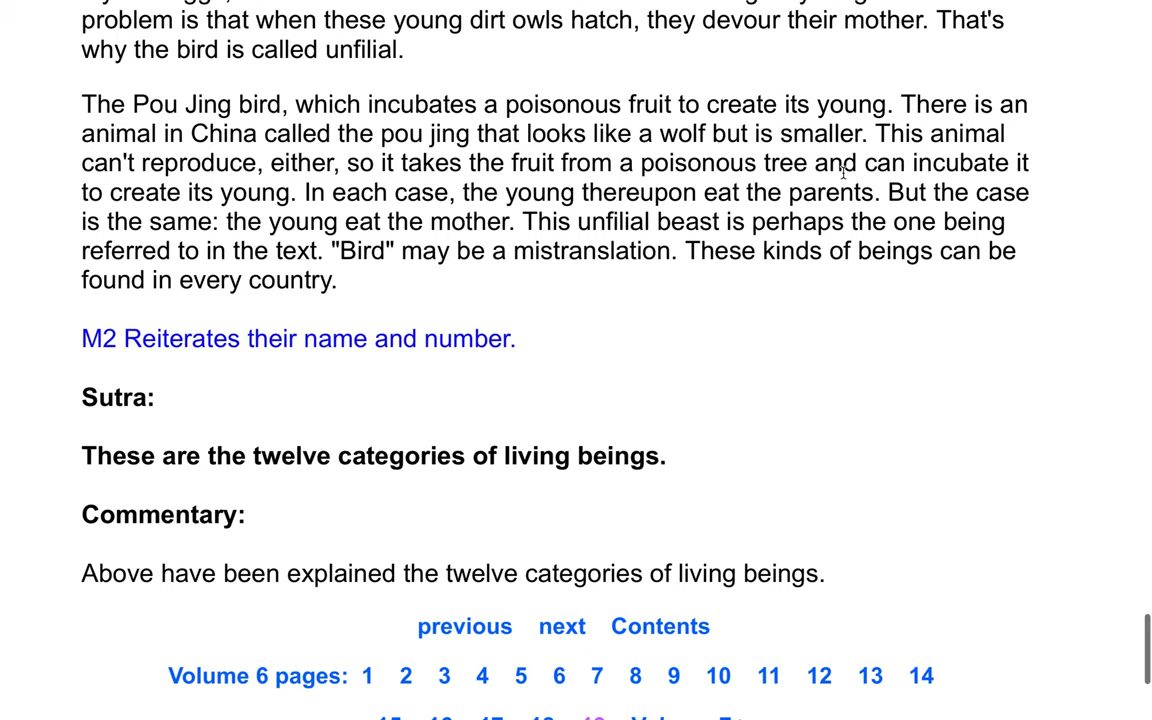 problem is that when these young dirt owls hatch, they devour their mother. That's
why the bird is called unfilial.
The Pou Jing bird, which incubates a poisonous fruit to create its young. There is an
animal in China called the pou jing that looks like a wolf but is smaller. This animal
can't reproduce, either, so it takes the fruit from a poisonous tree and can incubate it
to create its young. In each case, the young thereupon eat the parents. But the case
is the same: the young eat the mother. This unfilial beast is perhaps the one being
referred to in the text. "Bird" may be a mistranslation. These kinds of beings can be
found in every country.
M2 Reiterates their name and number.
Sutra:
These are the twelve categories of living beings.
Commentary:
Above have been explained the twelve categories of living beings.
previous next Contents
Volume 6 pages: 1 2 3 4 5 6 7 8 9 10 11 12 13 14